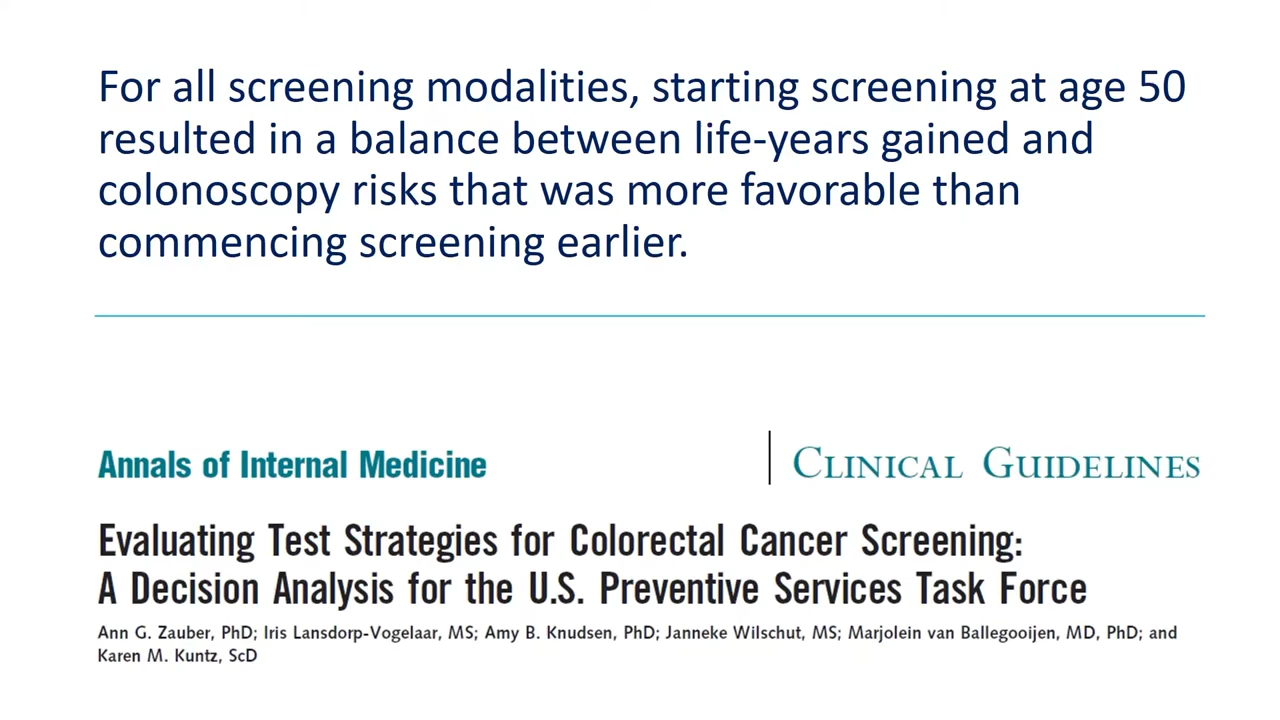 For all screening modalities, starting screening at age 50
resulted in a balance between life-years gained and
colonoscopy risks that was more favorable than
commencing screening earlier.
Annals of Internal Medicine
CLINICAL GUIDELINES
Evaluating Test Strategies for Colorectal Cancer Screening:
A Decision Analysis for the U.S. Preventive Services Task Force
Ann G. Zauber, PhD; Iris Lansdorp-Vogelaar, MS; Amy B. Knudsen, PhD; Janneke Wilschut, MS; Marjolein van Ballegooijen, MD, PhD; and
Karen M. Kuntz, ScD